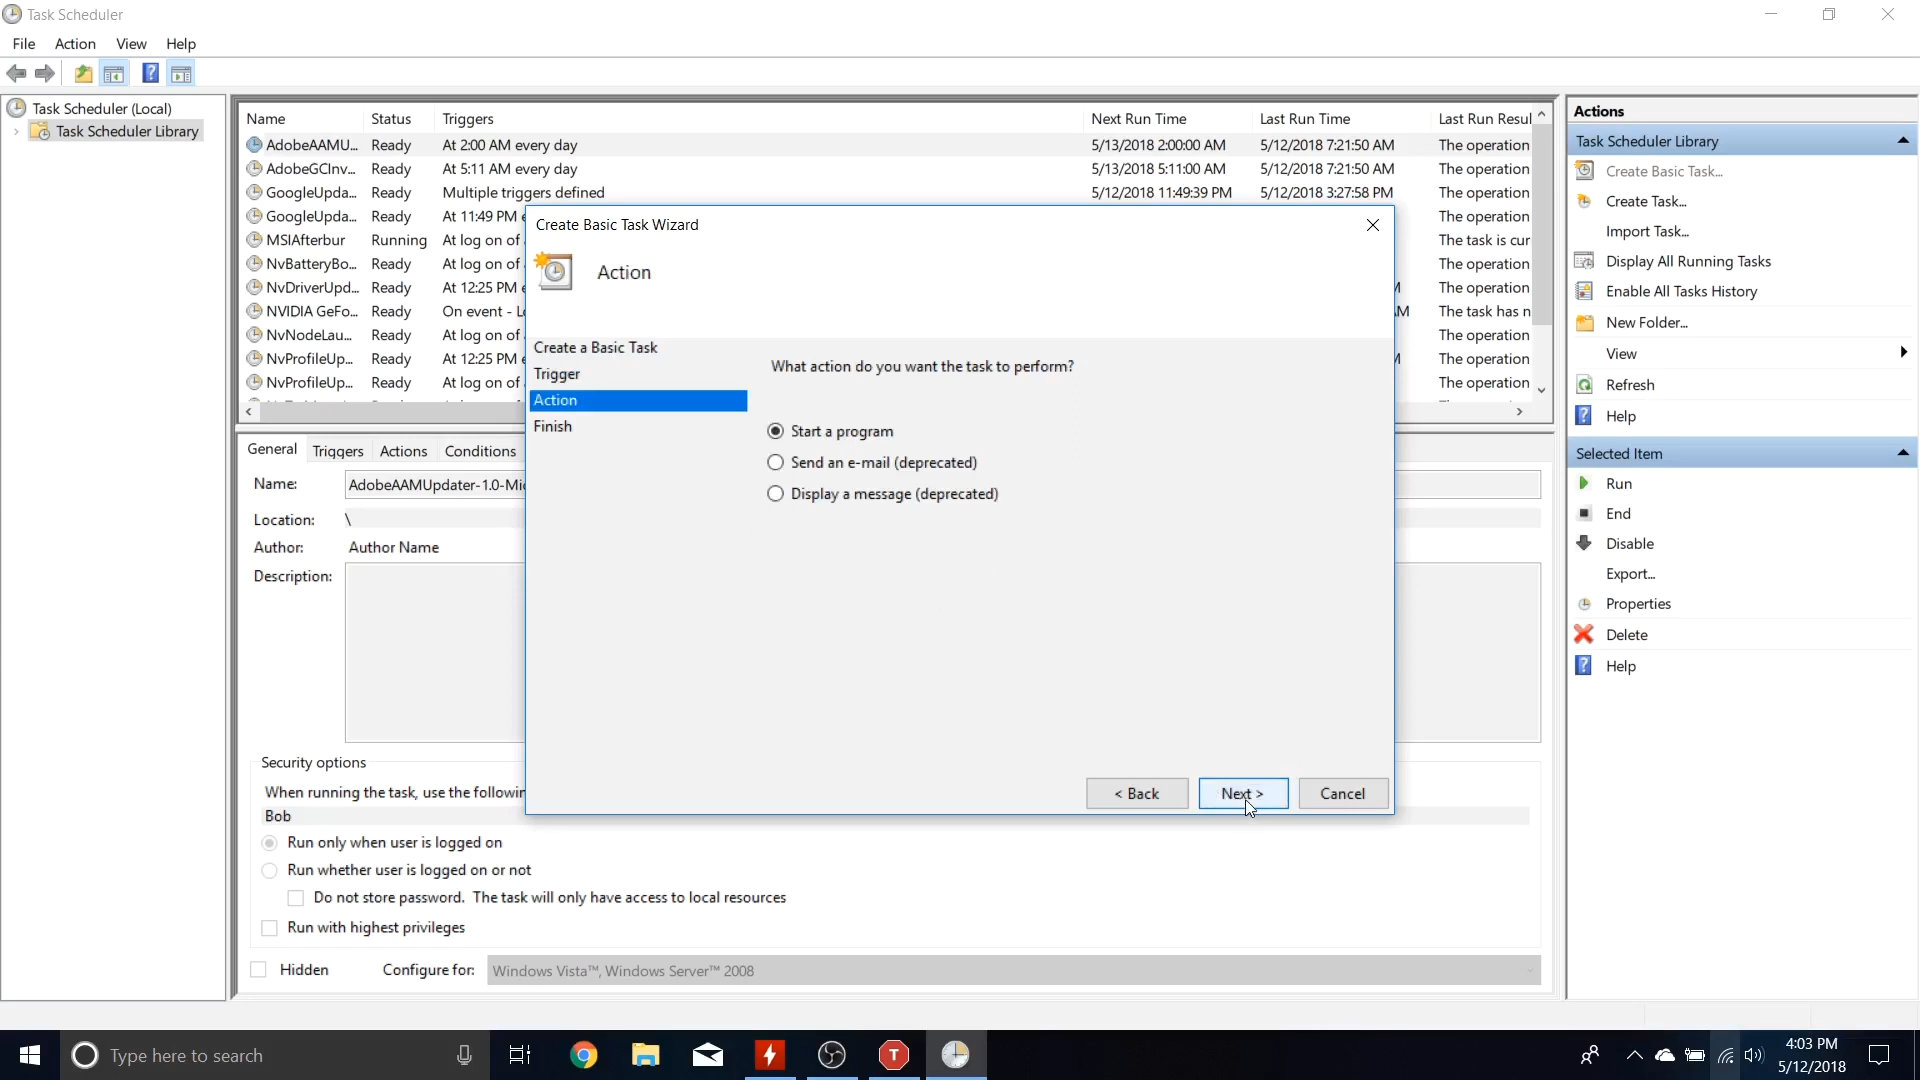 Task Scheduler
File Action View Help
Task Scheduler (Local)
Task Scheduler Library
Name Status Triggers Next Run Time Last Run Time Last Run Resul
AdobeAAMU... Ready At 2:00 AM every day 5/13/2018 2:00:00 AM 5/12/2018 7:21:50 AM The operation
AdobeGCInv... Ready At 5:11 AM every day 5/13/2018 5:11:00 AM 5/12/2018 7:21:50 AM The operation
GoogleUpda... Ready Multiple triggers defined 5/12/2018 11:49:39 PM 5/12/2018 3:27:58 PM The operation
GoogleUpda... Ready At 11:49 PM e The operation
MSIAfterbur Running At log on of The task is cur
NvBatteryBo... Ready At log on of The operation
NvDriverUpd... Ready At 12:25 PM e The operation
NVIDIA GeFo... Ready On event - L M The task has n
NvNodeLau... Ready At log on of The operation
NvProfileUp... Ready At 12:25 PM e The operation
NvProfileUp... Ready At log on of The operation
General Triggers Actions Conditions
Name: AdobeAAMUpdater-1.0-Mi
Location: \
Author: Author Name
Description:
Security options
When running the task, use the followin
Bob
Run only when user is logged on
Run whether user is logged on or not
Do not store password. The task will only have access to local resources
Run with highest privileges
Hidden Configure for: Windows Vista™, Windows Server™ 2008
Create Basic Task Wizard
Action
Create a Basic Task
Trigger
Action
Finish
What action do you want the task to perform?
Start a program
Send an e-mail (deprecated)
Display a message (deprecated)
< Back Next > Cancel
Actions
Task Scheduler Library
Create Basic Task...
Create Task...
Import Task...
Display All Running Tasks
Enable All Tasks History
New Folder...
View
Refresh
Help
Selected Item
Run
End
Disable
Export...
Properties
Delete
Help
Type here to search
T
4:03 PM
5/12/2018